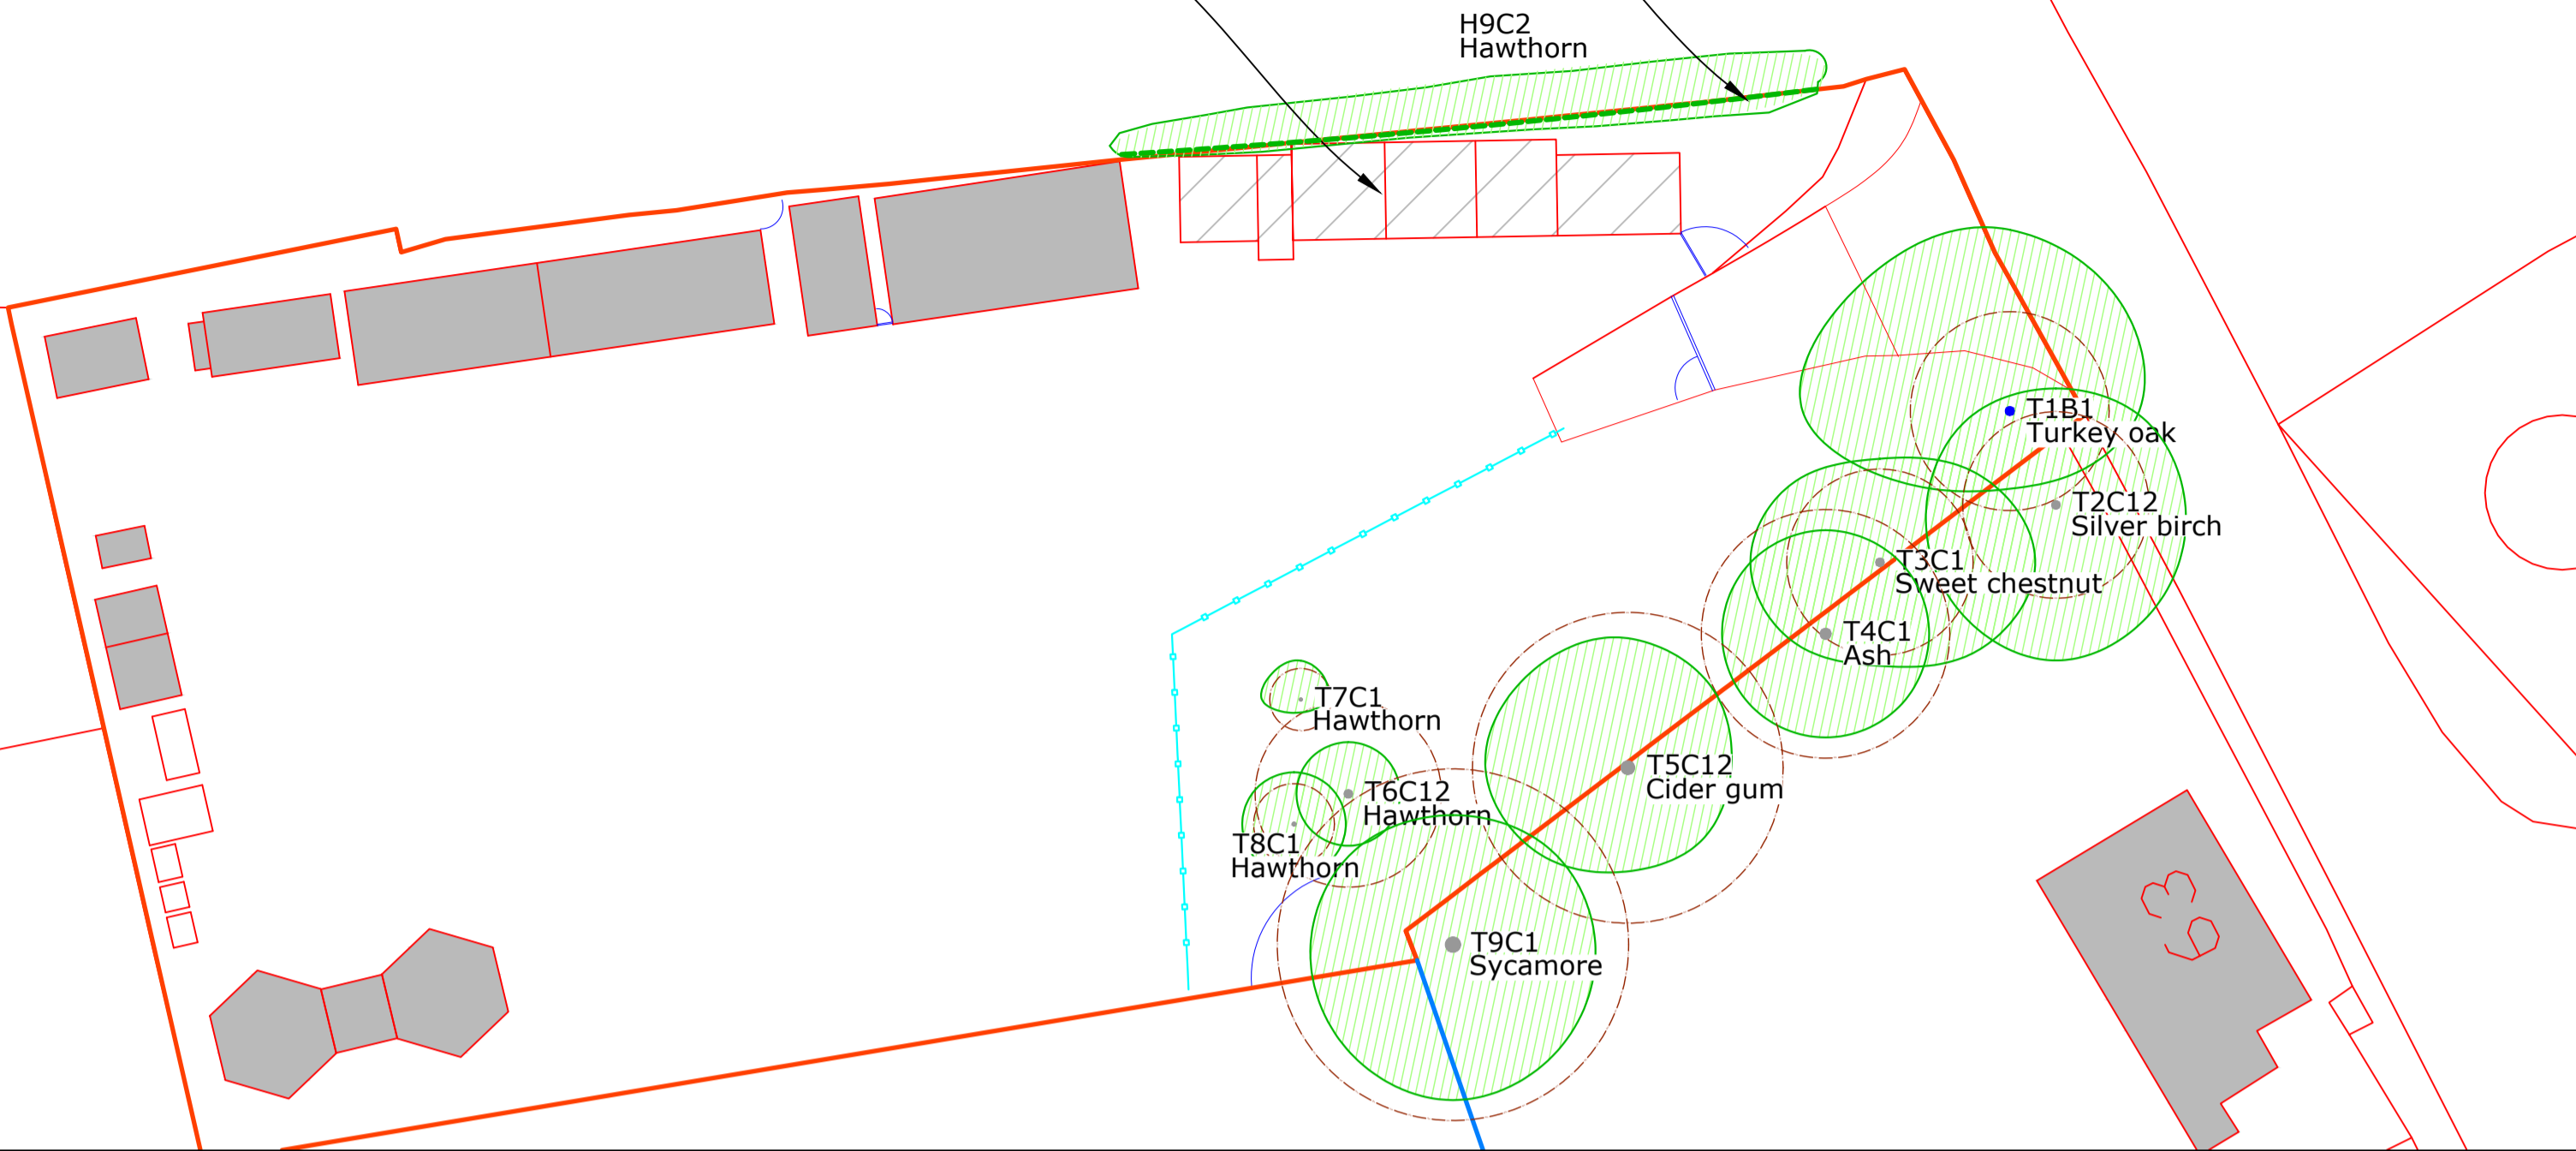 H9C2
Hawthorn
T1B1
Turkey oak
T2C12
Silver birch
T3C1
Sweet chestnut
T4C1
Ash
T7C1
Hawthorn
T5C12
Cider gum
T6C12
Hawthorn
T8C1
Hawthorn
T9C1
Sycamore